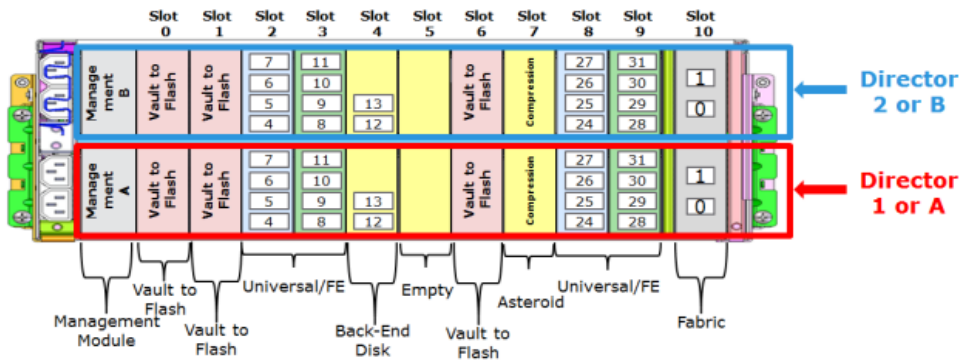 Slot 0
Slot 1
Slot 2
Slot 3
Slot 4
Slot 5
Slot 6
Slot 7
Slot 8
Slot 9
Slot 10
Manage
ment
B
Vault to
Flash
Vault to
Flash
7
6
5
4
11
10
9
8
13
12
Vault to
Flash
Compression
27
26
25
24
31
30
29
28
1
0
Director
2 or B
Manage
ment
A
Vault to
Flash
Vault to
Flash
7
6
5
4
11
10
9
8
13
12
Vault to
Flash
Compression
27
26
25
24
31
30
29
28
1
0
Director
1 or A
Management
Module
Vault to
Flash
Vault to
Flash
Universal/FE
Back-End
Disk
Empty
Vault to
Flash
Asteroid
Universal/FE
Fabric